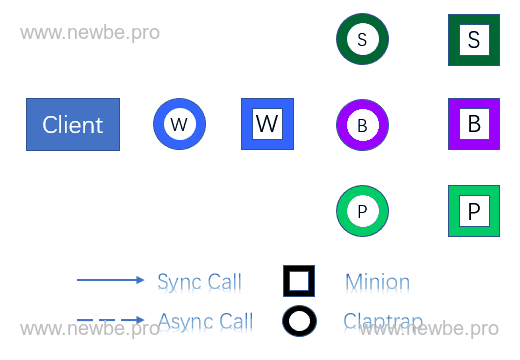 www.newbe.pro
S S
Client W W B B
P P
Sync Call Minion
Async Call Claptrap
www.newbe.pro www.newbe.pro